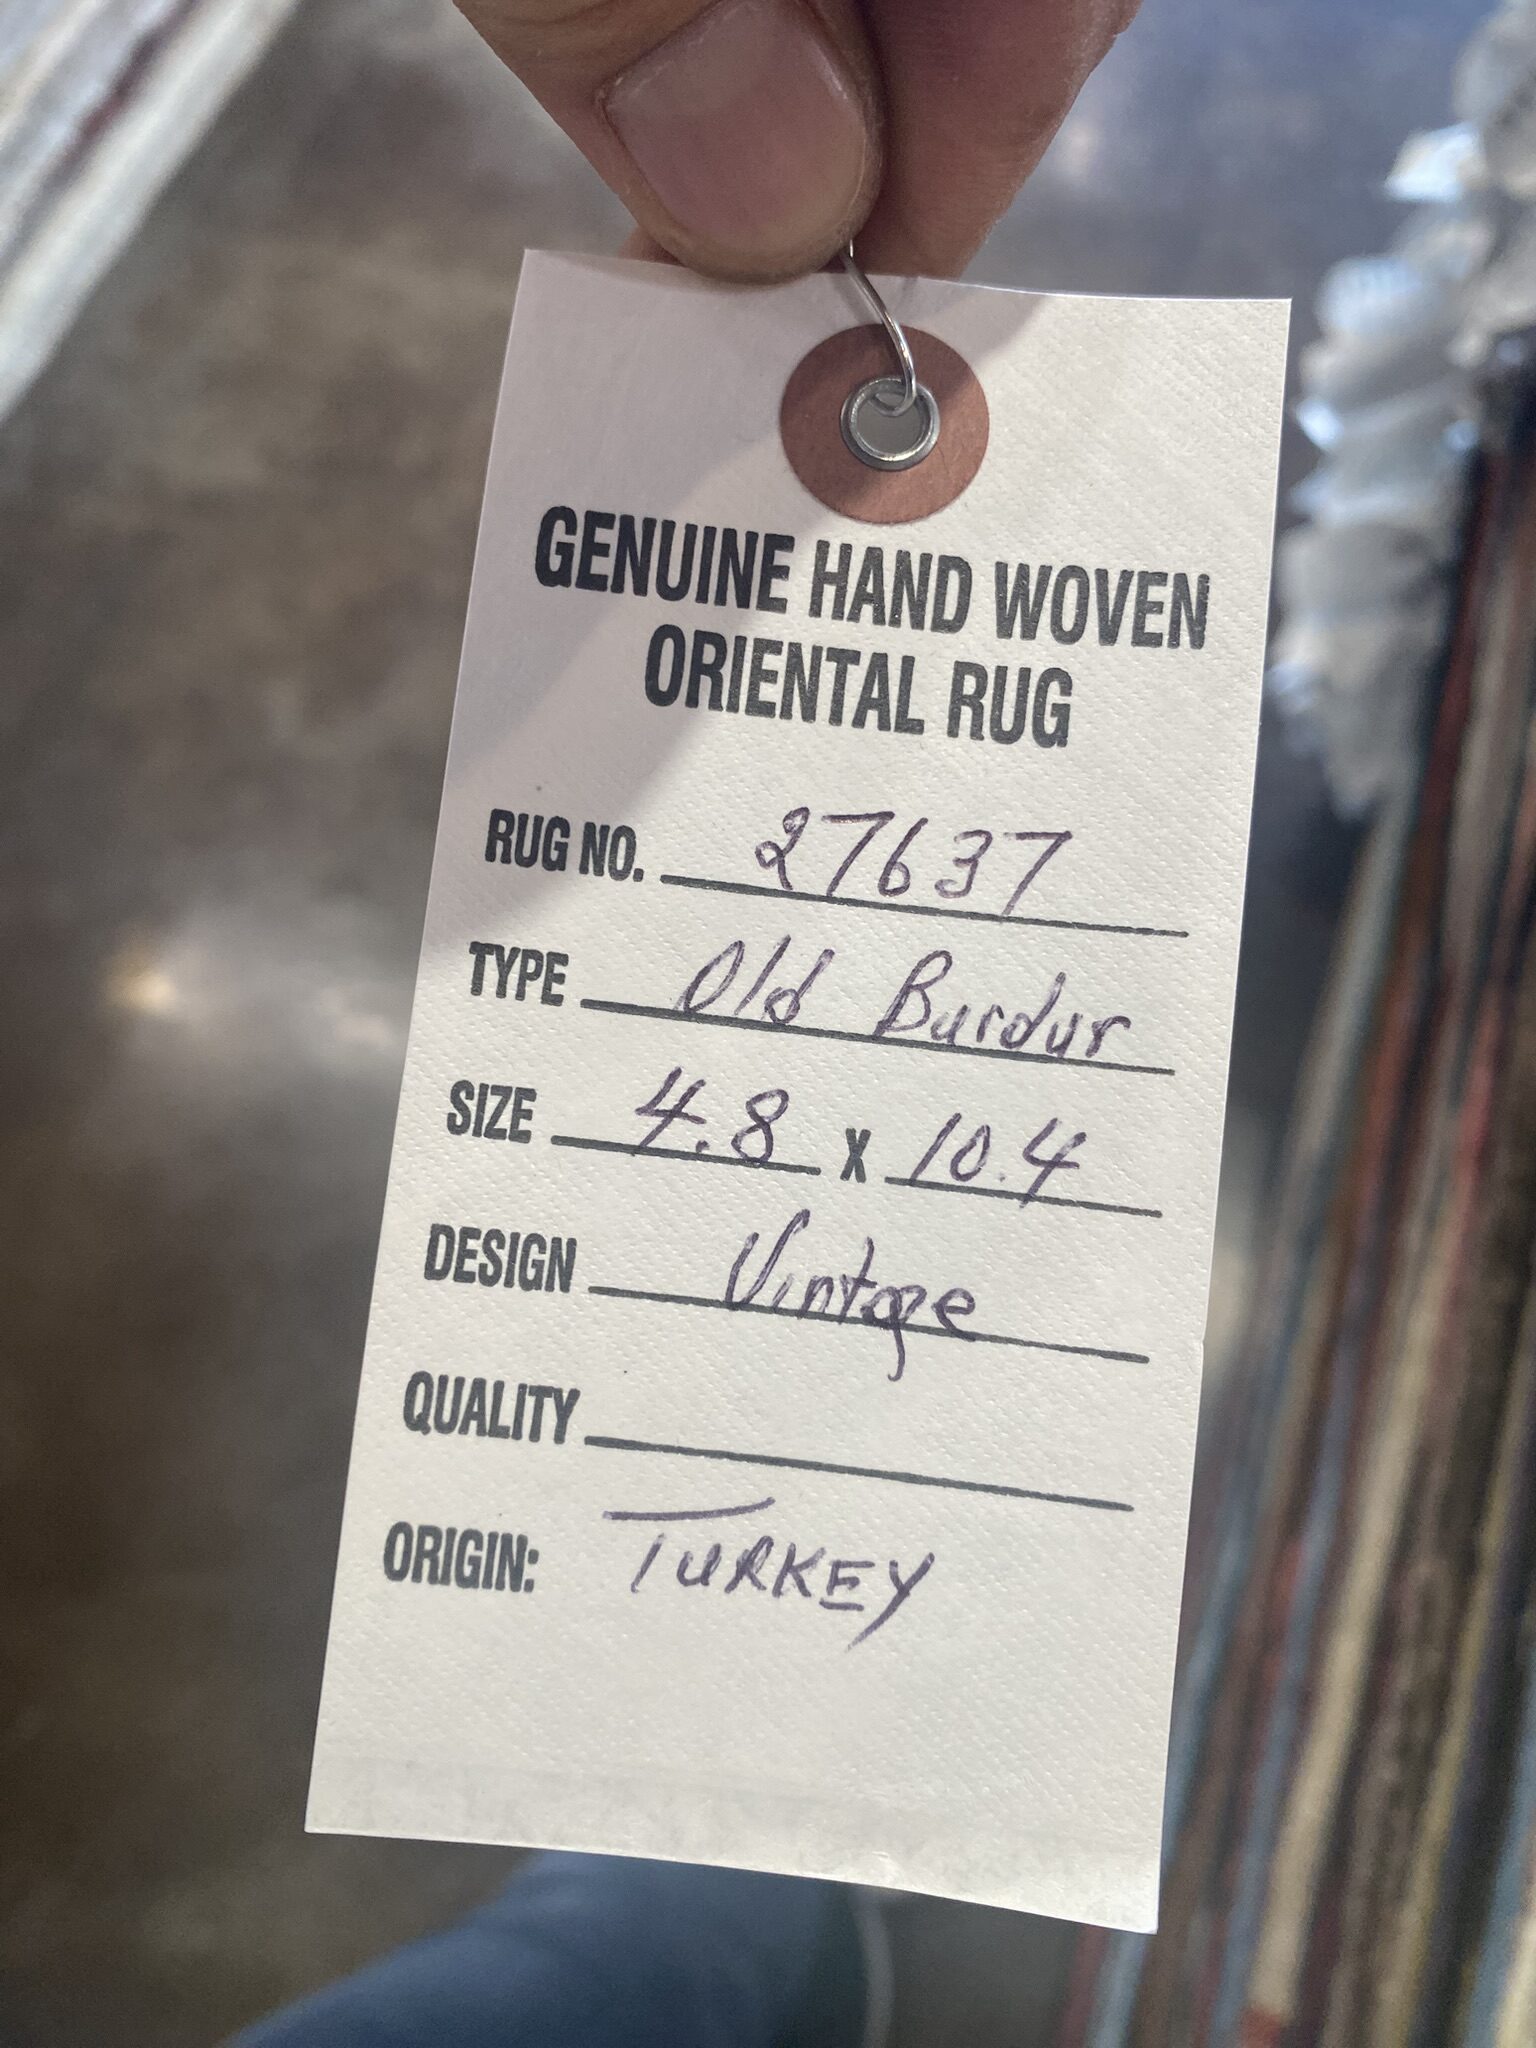 GENUINE HAND WOVEN
ORIENTAL RUG
RUG NO. 27637
TYPE Old Burdur
SIZE 4.8 X 10.4
DESIGN Vintage
QUALITY
ORIGIN: TURKEY